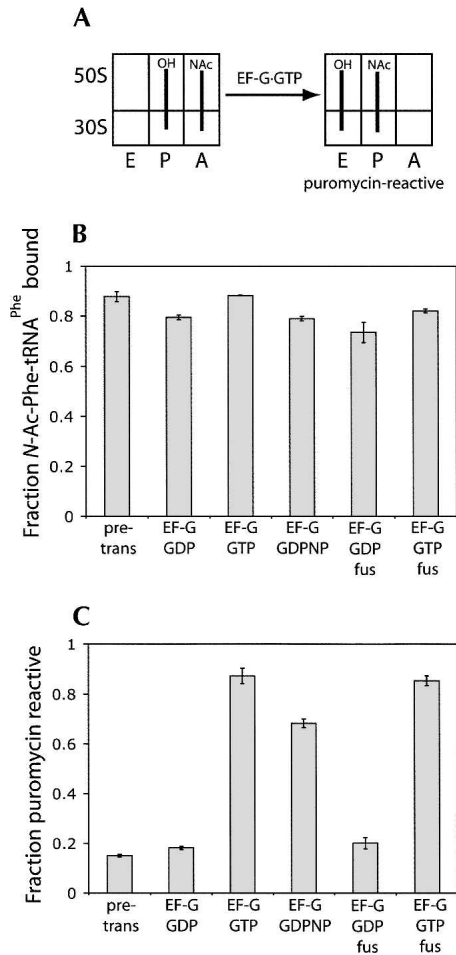 A
50S
30S
OH
NAc
EF-G·GTP
OH
NAc
E P A
E P A
puromycin-reactive
B
Fraction N-Ac-Phe-tRNAPhe bound
1
0.8
0.6
0.4
0.2
0
pre-
trans
EF-G
GDP
EF-G
GTP
EF-G
GDPNP
EF-G
GDP
fus
EF-G
GTP
fus
C
Fraction puromycin reactive
1
0.8
0.6
0.4
0.2
0
pre-
trans
EF-G
GDP
EF-G
GTP
EF-G
GDPNP
EF-G
GDP
fus
EF-G
GTP
fus